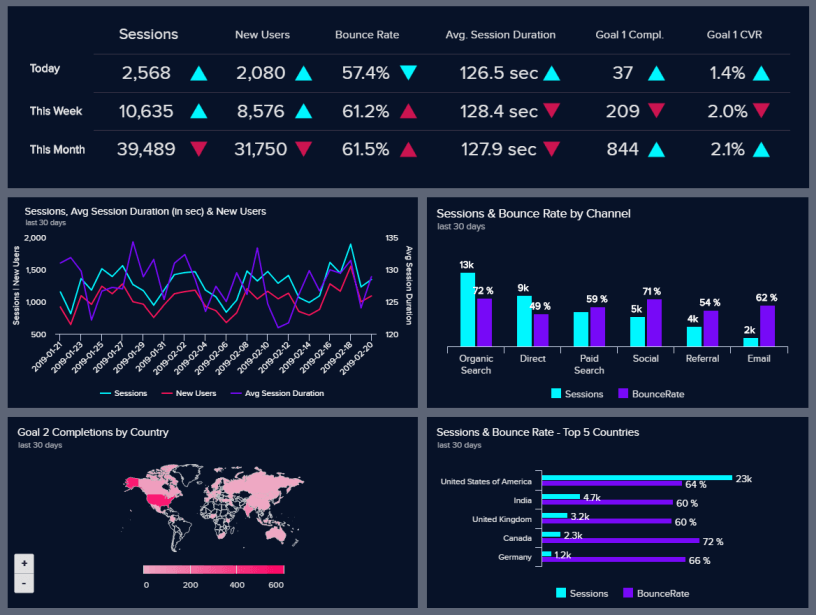 Sessions New Users Bounce Rate Avg. Session Duration Goal 1 Compl. Goal 1 CVR
Today 2,568 2,080 57.4% 126.5 sec 37 1.4%
This Week 10,635 8,576 61.2% 128.4 sec 209 2.0%
This Month 39,489 31,750 61.5% 127.9 sec 844 2.1%
Sessions, Avg Session Duration (in sec) & New Users
last 30 days
Sessions | New Users
2,000
1,500
1,000
500
135
130
125
120
Avg Session Duration
2019-01-21 2019-01-23 2019-01-25 2019-01-27 2019-01-29 2019-01-31 2019-02-02 2019-02-04 2019-02-06 2019-02-08 2019-02-10 2019-02-12 2019-02-14 2019-02-16 2019-02-18 2019-02-20
Sessions New Users Avg Session Duration
Sessions & Bounce Rate by Channel
last 30 days
13k 72 % 9k 49 % 59 % 5k 71 % 4k 54 % 2k 62 %
Organic Search Direct Paid Search Social Referral Email
Sessions BounceRate
Goal 2 Completions by Country
last 30 days
+
-
0 200 400 600
Sessions & Bounce Rate - Top 5 Countries
last 30 days
United States of America 23k 64 %
India 4.7k 60 %
United Kingdom 3.2k 60 %
Canada 2.3k 72 %
Germany 1.2k 66 %
Sessions BounceRate